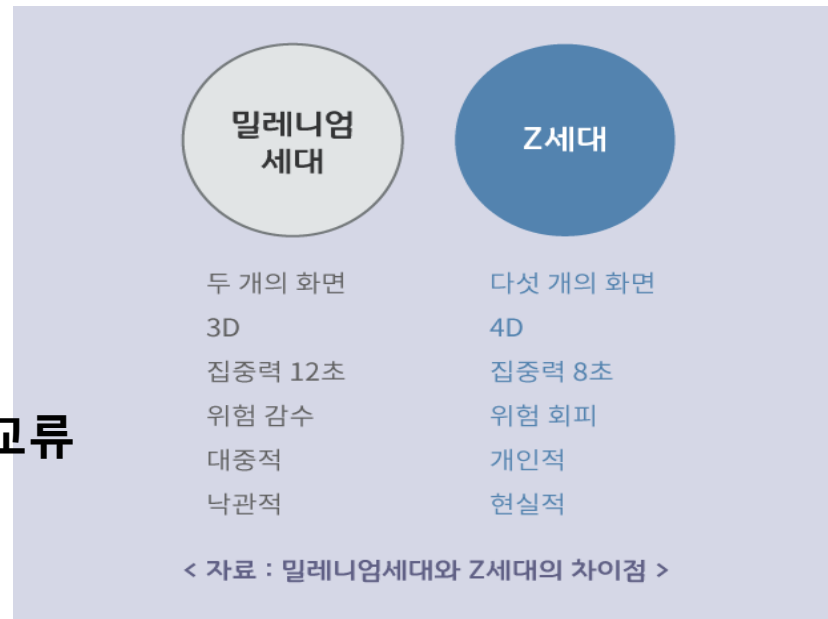 밀레니엄
세대
Z세대
두 개의 화면
다섯 개의 화면
3D
4D
집중력 12초
집중력 8초
위험 감수
위험 회피
교류
대중적
개인적
낙관적
현실적
< 자료 : 밀레니엄세대와 Z세대의 차이점 >